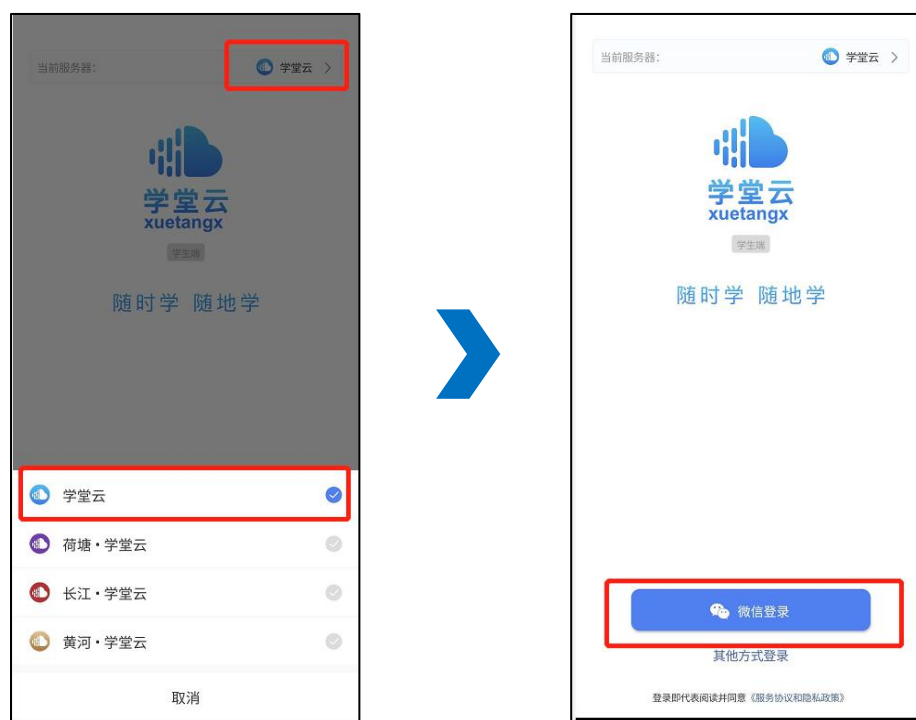 当前服务器:
学堂云 >
学堂云
xuetangx
学生端
随时学 随地学
学堂云
荷塘•学堂云
长江•学堂云
黄河•学堂云
取消
当前服务器:
学堂云 >
学堂云
xuetangx
学生端
随时学 随地学
微信登录
其他方式登录
登录即代表阅读并同意《服务协议和隐私政策》